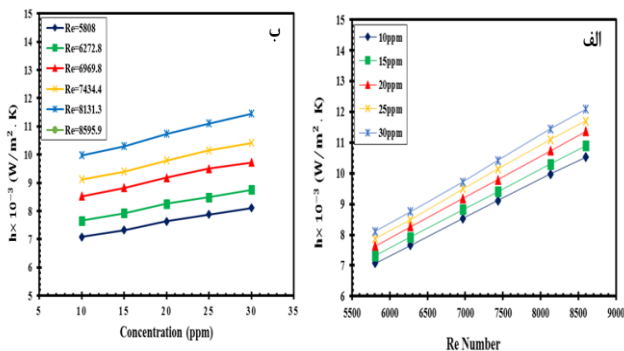 ب
Re=5808
Re=6272.8
Re=6969.8
Re=7434.4
Re=8131.3
Re=8595.9
h× 10⁻³ (W/m². K)
15
14
13
12
11
10
9
8
7
6
5
5 10 15 20 25 30 35
Concentration (ppm)
الف
10ppm
15ppm
20ppm
25ppm
30ppm
h× 10⁻³ (W/m². K)
15
14
13
12
11
10
9
8
7
6
5500 6000 6500 7000 7500 8000 8500 9000
Re Number